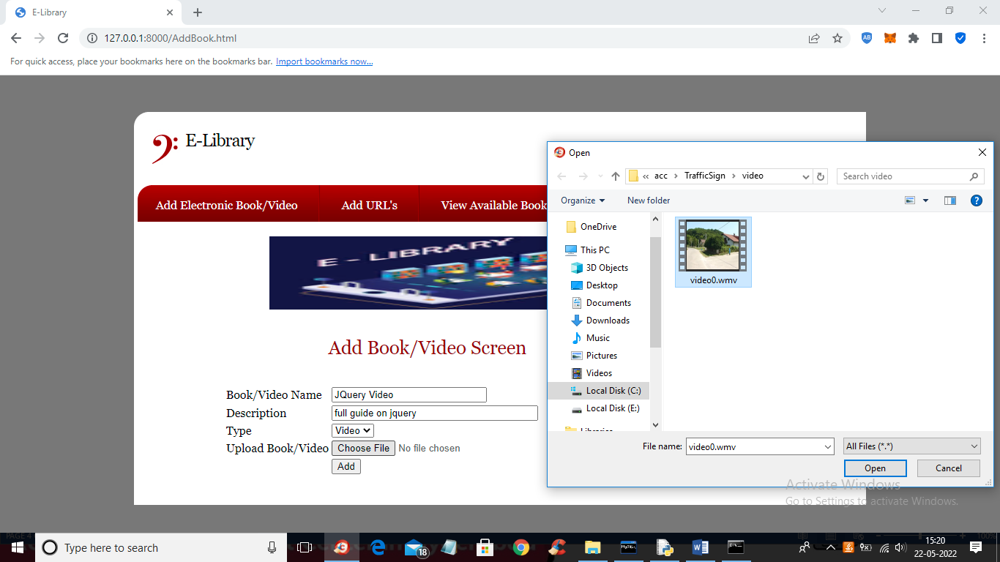 E-Library
127.0.0.1:8000/AddBook.html
AB
For quick access, place your bookmarks here on the bookmarks bar. Import bookmarks now...
E-Library
Add Electronic Book/Video
Add URL's
View Available Book
E - LIBRARY
Add Book/Video Screen
Book/Video Name JQuery Video
Description full guide on jquery
Type Video
Upload Book/Video Choose File No file chosen
Add
Open
« acc › TrafficSign › video
Search video
Organize
New folder
OneDrive
This PC
3D Objects
Desktop
Documents
Downloads
Music
Pictures
Videos
Local Disk (C:)
Local Disk (E:)
Libraries
video0.wmv
File name: video0.wmv
All Files (*.*)
Open
Cancel
Activate Windows
Go to Settings to activate Windows.
PAGE 4
100%
Type here to search
18
MySQL
15:20
22-05-2022